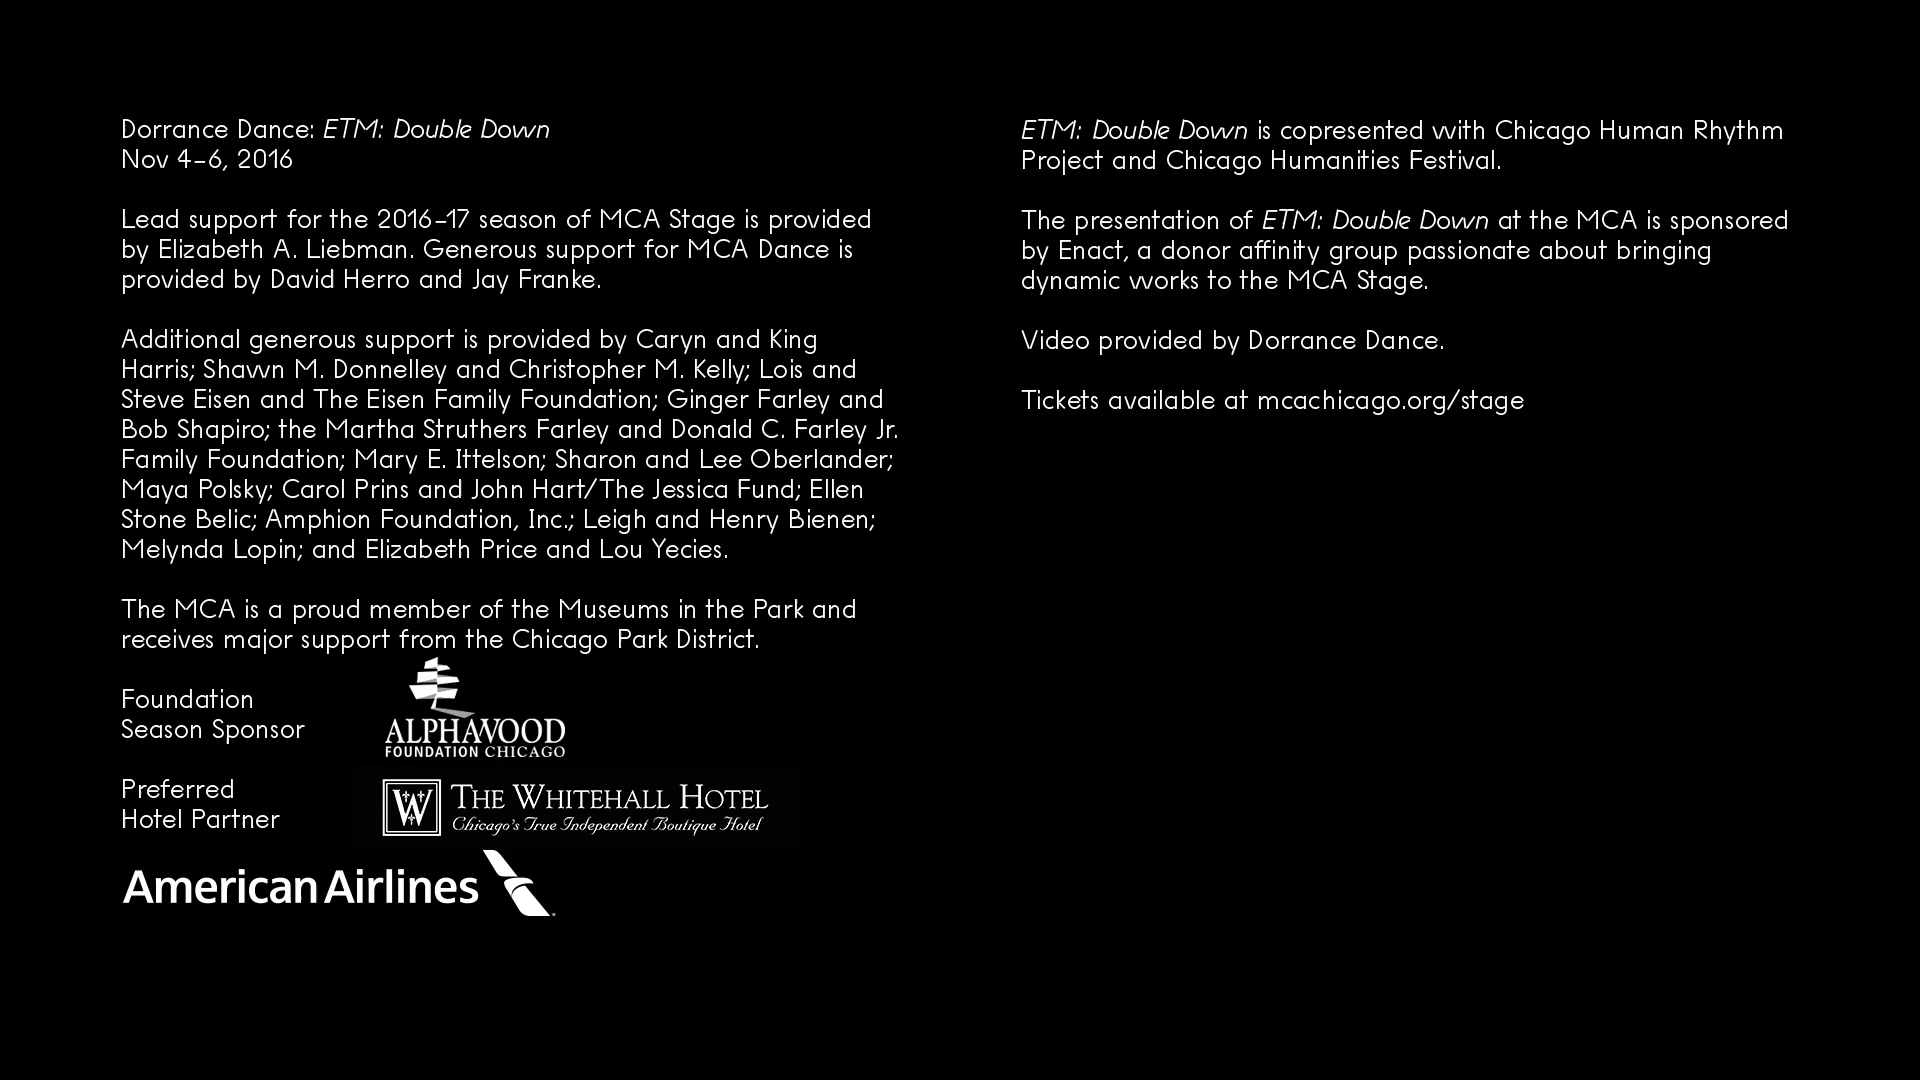 Dorrance Dance: ETM: Double Down
Nov 4–6, 2016
Lead support for the 2016–17 season of MCA Stage is provided
by Elizabeth A. Liebman. Generous support for MCA Dance is
provided by David Herro and Jay Franke.
Additional generous support is provided by Caryn and King
Harris; Shawn M. Donnelley and Christopher M. Kelly; Lois and
Steve Eisen and The Eisen Family Foundation; Ginger Farley and
Bob Shapiro; the Martha Struthers Farley and Donald C. Farley Jr.
Family Foundation; Mary E. Ittelson; Sharon and Lee Oberlander;
Maya Polsky; Carol Prins and John Hart/The Jessica Fund; Ellen
Stone Belic; Amphion Foundation, Inc.; Leigh and Henry Bienen;
Melynda Lopin; and Elizabeth Price and Lou Yecies.
The MCA is a proud member of the Museums in the Park and
receives major support from the Chicago Park District.
Foundation
Season Sponsor
ALPHAWOOD
FOUNDATION CHICAGO
Preferred
Hotel Partner
W
THE WHITEHALL HOTEL
Chicago's True Independent Boutique Hotel
American Airlines
ETM: Double Down is copresented with Chicago Human Rhythm
Project and Chicago Humanities Festival.
The presentation of ETM: Double Down at the MCA is sponsored
by Enact, a donor affinity group passionate about bringing
dynamic works to the MCA Stage.
Video provided by Dorrance Dance.
Tickets available at mcachicago.org/stage